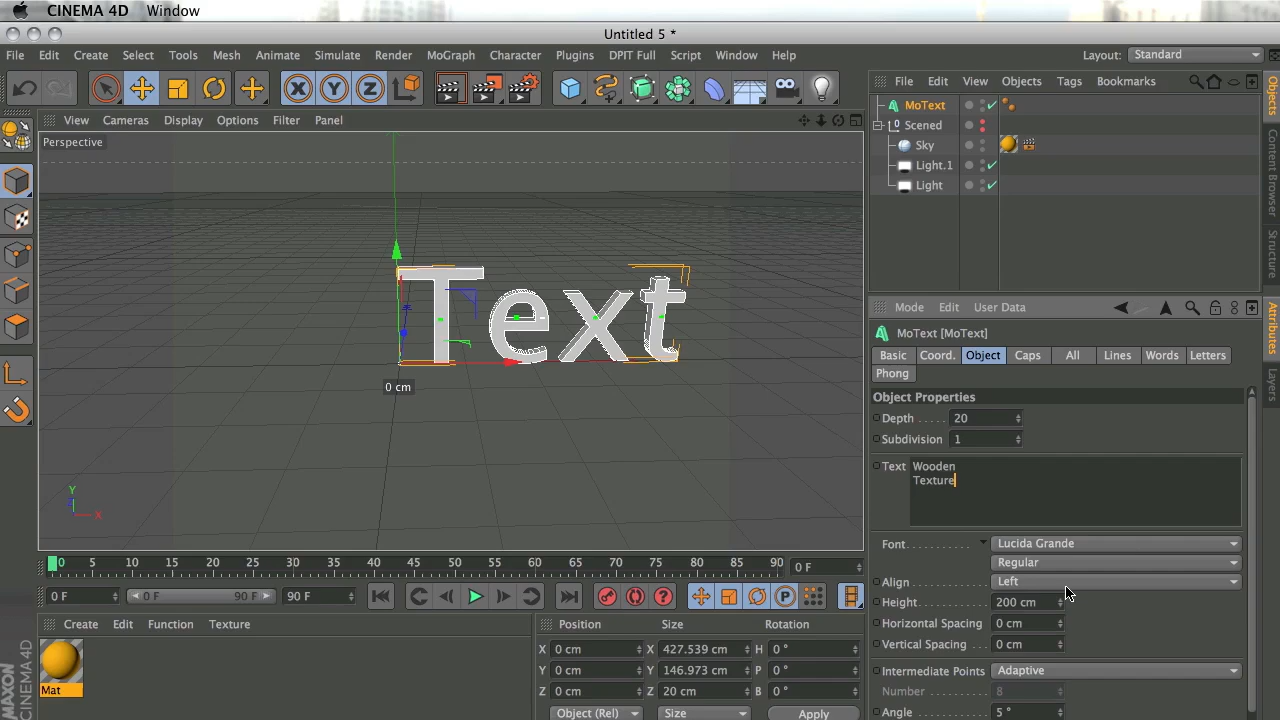 CINEMA 4D Window
Untitled 5 *
File Edit Create Select Tools Mesh Animate Simulate Render MoGraph Character Plugins DPIT Full Script Window Help Layout: Standard
X Y Z
File Edit View Objects Tags Bookmarks
View Cameras Display Options Filter Panel
Perspective
MoText
Scened
Sky
Light.1
Light
Objects
Content Browser
Structure
Attributes
Layers
Text
0 cm
Y
Z
X
Mode Edit User Data
MoText [MoText]
Basic Coord. Object Caps All Lines Words Letters
Phong
Object Properties
Depth 20
Subdivision 1
Text Wooden
Texture
Font Lucida Grande
Regular
Align Left
Height 200 cm
Horizontal Spacing 0 cm
Vertical Spacing 0 cm
Intermediate Points Adaptive
Number 8
Angle 5 °
0 5 10 15 20 25 30 35 40 45 50 55 60 65 70 75 80 85 90 0 F
0 F 0 F 90 F 90 F
Create Edit Function Texture
Mat
Position Size Rotation
X 0 cm X 427.539 cm H 0 °
Y 0 cm Y 146.973 cm P 0 °
Z 0 cm Z 20 cm B 0 °
Object (Rel) Size Apply
MAXON
CINEMA 4D